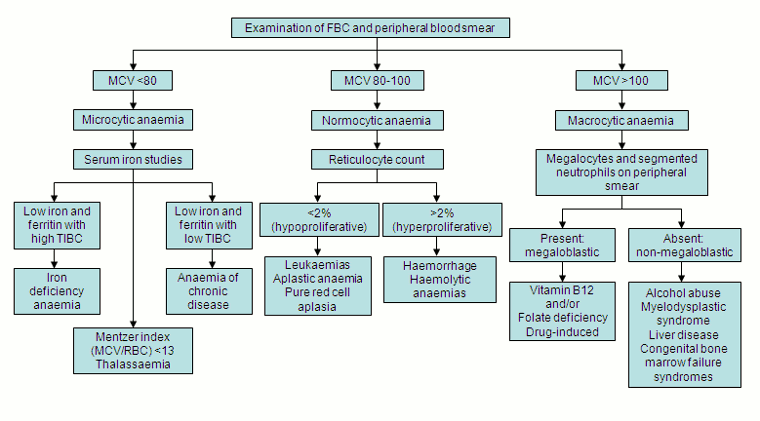 Examination of FBC and peripheral blood smear
MCV <80
MCV 80-100
MCV >100
Microcytic anaemia
Normocytic anaemia
Macrocytic anaemia
Serum iron studies
Reticulocyte count
Megalocytes and segmented
neutrophils on peripheral
smear
Low iron and
ferritin with
high TIBC
Low iron and
ferritin with
low TIBC
<2%
(hypoproliferative)
>2%
(hyperproliferative)
Present:
megaloblastic
Absent:
non-megaloblastic
Iron
deficiency
anaemia
Anaemia of
chronic
disease
Leukaemias
Aplastic anaemia
Pure red cell
aplasia
Haemorrhage
Haemolytic
anaemias
Vitamin B12
and/or
Folate deficiency
Drug-induced
Alcohol abuse
Myelodysplastic
syndrome
Liver disease
Congenital bone
marrow failure
syndromes
Mentzer index
(MCV/RBC) <13
Thalassaemia